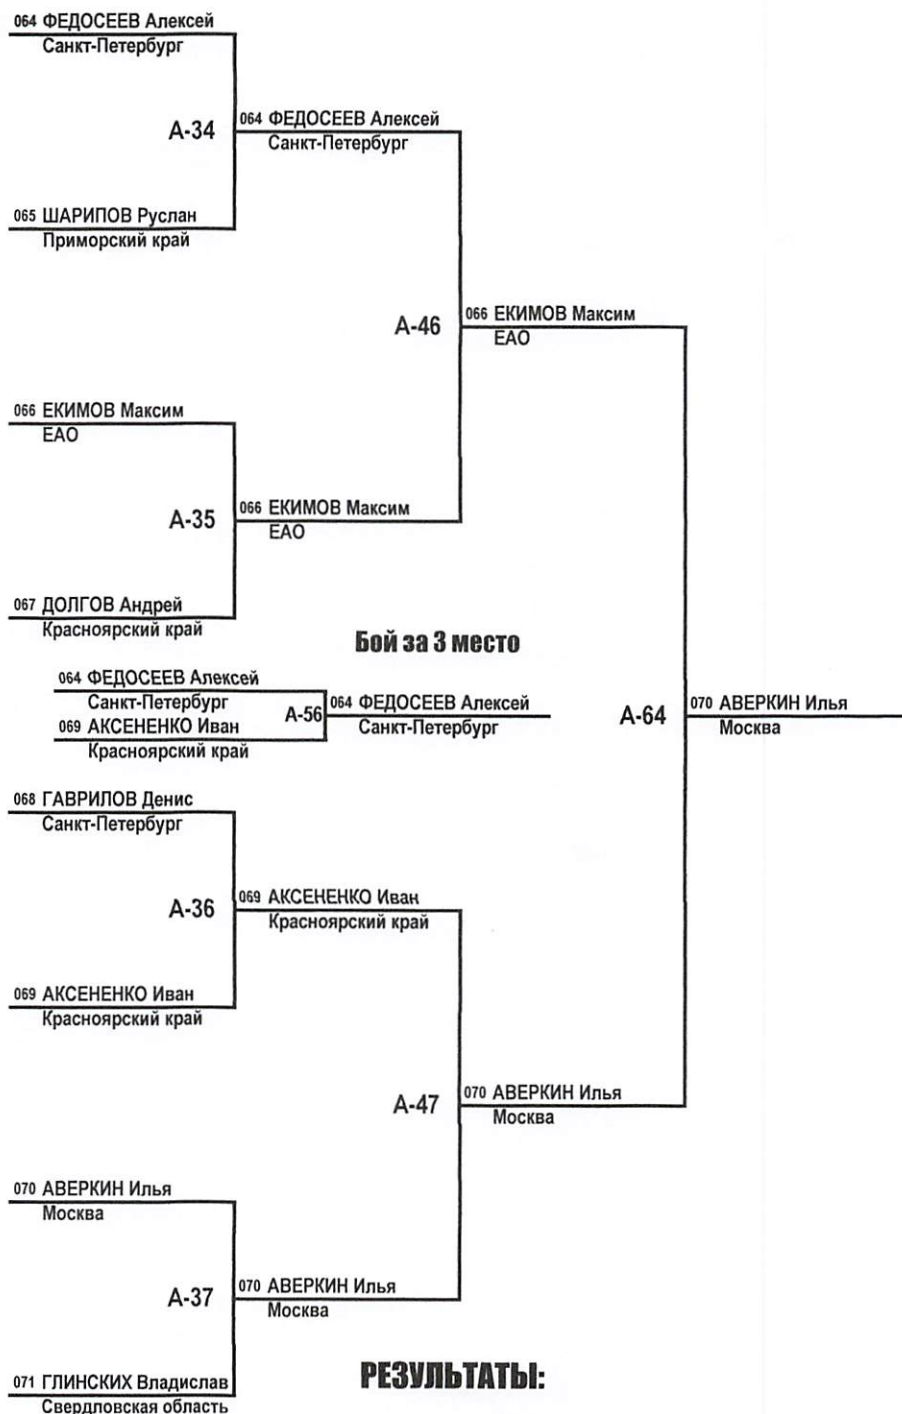 064 ФЕДОСЕЕВ Алексей
Санкт-Петербург
А-34
064 ФЕДОСЕЕВ Алексей
Санкт-Петербург
065 ШАРИПОВ Руслан
Приморский край
А-46
066 ЕКИМОВ Максим
ЕАО
066 ЕКИМОВ Максим
ЕАО
А-35
066 ЕКИМОВ Максим
ЕАО
067 ДОЛГОВ Андрей
Красноярский край
Бой за 3 место
064 ФЕДОСЕЕВ Алексей
Санкт-Петербург
069 АКСЕНЕНКО Иван
Красноярский край
А-56
064 ФЕДОСЕЕВ Алексей
Санкт-Петербург
А-64
070 АВЕРКИН Илья
Москва
068 ГАВРИЛОВ Денис
Санкт-Петербург
А-36
069 АКСЕНЕНКО Иван
Красноярский край
069 АКСЕНЕНКО Иван
Красноярский край
А-47
070 АВЕРКИН Илья
Москва
070 АВЕРКИН Илья
Москва
А-37
070 АВЕРКИН Илья
Москва
071 ГЛИНСКИХ Владислав
Свердловская область
РЕЗУЛЬТАТЫ: